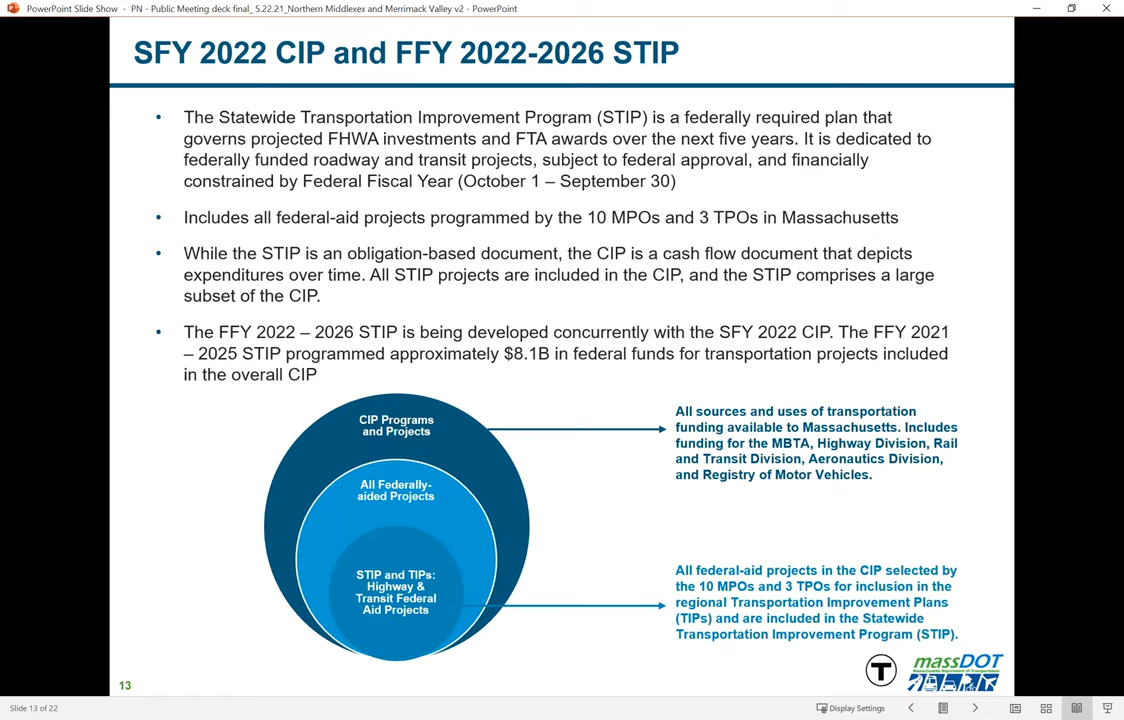 PowerPoint Slide Show - PN - Public Meeting deck final_ 5.22.21_Northern Middlexex and Merrimack Valley v2 - PowerPoint
SFY 2022 CIP and FFY 2022-2026 STIP
• The Statewide Transportation Improvement Program (STIP) is a federally required plan that
governs projected FHWA investments and FTA awards over the next five years. It is dedicated to
federally funded roadway and transit projects, subject to federal approval, and financially
constrained by Federal Fiscal Year (October 1 – September 30)
• Includes all federal-aid projects programmed by the 10 MPOs and 3 TPOs in Massachusetts
• While the STIP is an obligation-based document, the CIP is a cash flow document that depicts
expenditures over time. All STIP projects are included in the CIP, and the STIP comprises a large
subset of the CIP.
• The FFY 2022 – 2026 STIP is being developed concurrently with the SFY 2022 CIP. The FFY 2021
– 2025 STIP programmed approximately $8.1B in federal funds for transportation projects included
in the overall CIP
CIP Programs
and Projects
All Federally-
aided Projects
STIP and TIPs:
Highway &
Transit Federal
Aid Projects
All sources and uses of transportation
funding available to Massachusetts. Includes
funding for the MBTA, Highway Division, Rail
and Transit Division, Aeronautics Division,
and Registry of Motor Vehicles.
All federal-aid projects in the CIP selected by
the 10 MPOs and 3 TPOs for inclusion in the
regional Transportation Improvement Plans
(TIPs) and are included in the Statewide
Transportation Improvement Program (STIP).
T
massDOT
Massachusetts Department of Transportation
13
Slide 13 of 22
Display Settings